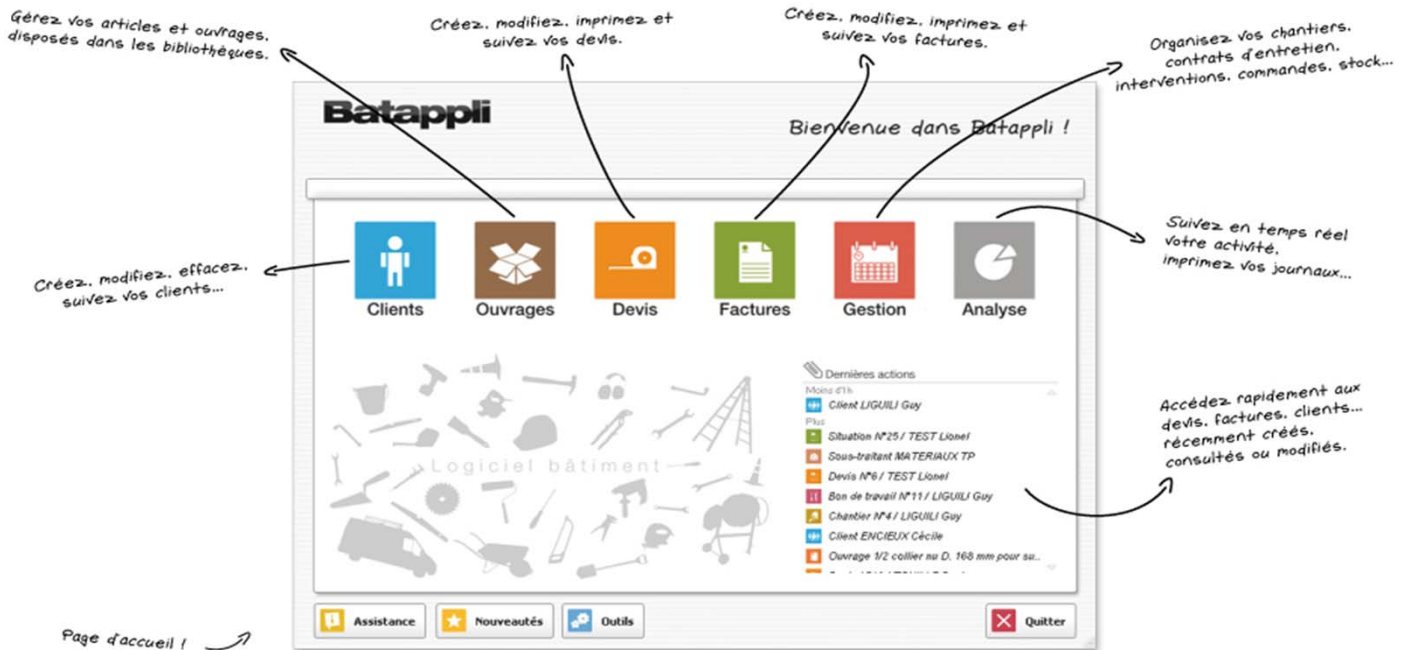 Gérez vos articles et ouvrages,
disposés dans les bibliothèques.
Créez, modifiez, imprimez et
suivez vos devis.
Créez, modifiez, imprimez et
suivez vos factures.
Organisez vos chantiers,
contrats d'entretien,
interventions, commandes, stock...
Batappli
Bienvenue dans Batappli !
Créez, modifiez, effacez,
suivez vos clients...
Clients
Ouvrages
Devis
Factures
Gestion
Analyse
Suivez en temps réel
votre activité,
imprimez vos journaux...
Logiciel bâtiment
Dernières actions
Moins d'1h
Client LIGUILI Guy
Plus
Situation N°25 / TEST Lionel
Sous-traitant MATERIAUX TP
Devis N°6 / TEST Lionel
Bon de travail N°11 / LIGUILI Guy
Chantier N°4 / LIGUILI Guy
Client ENCIEUX Cécile
Ouvrage 1/2 collier nu D. 168 mm pour su...
Accédez rapidement aux
devis, factures, clients...
récemment créés,
consultés ou modifiés.
Assistance
Nouveautés
Outils
Quitter
Page d'accueil !